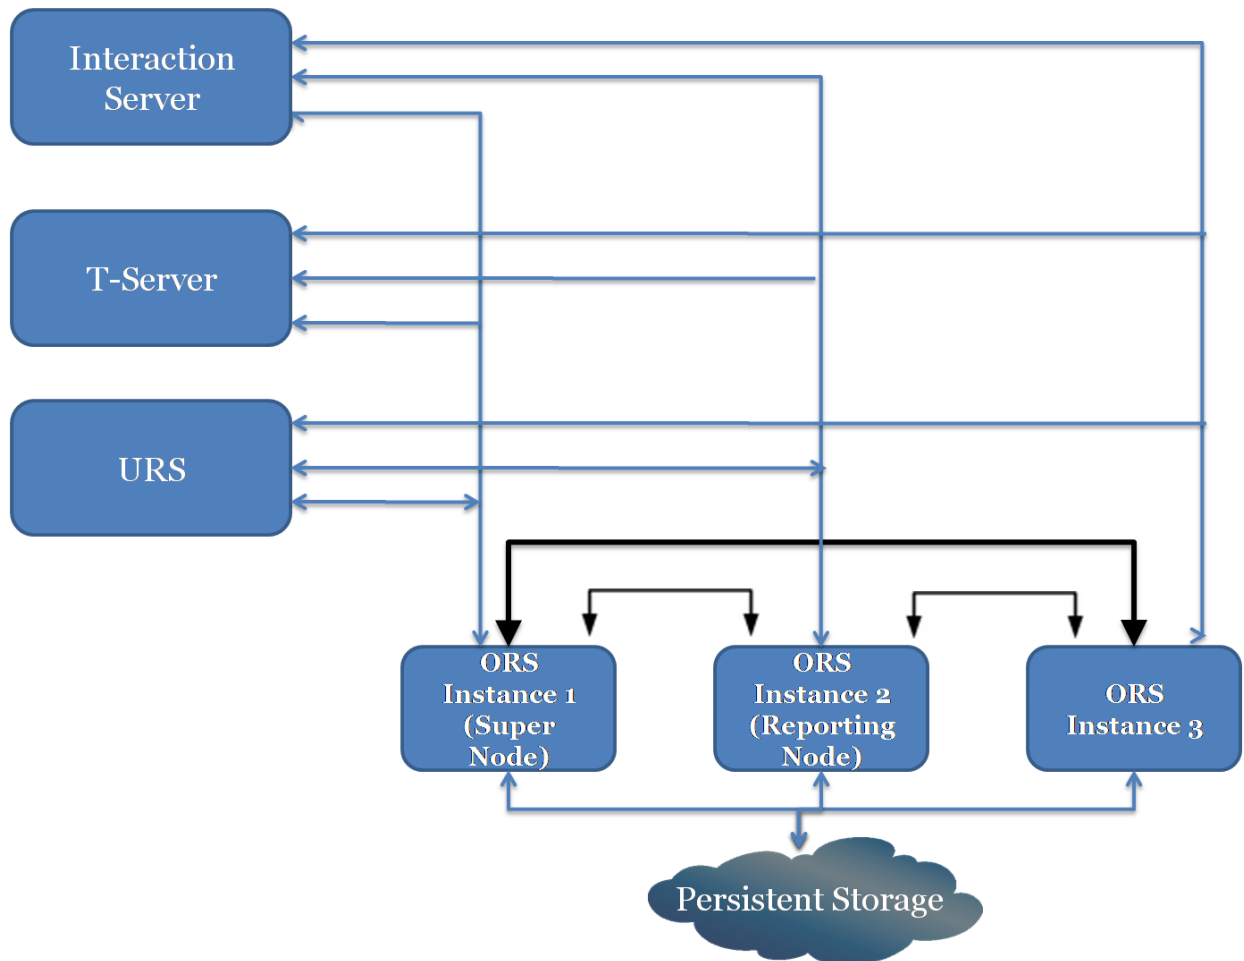 Interaction
Server
T-Server
URS
ORS
Instance 1
(Super
Node)
ORS
Instance 2
(Reporting
Node)
ORS
Instance 3
Persistent Storage